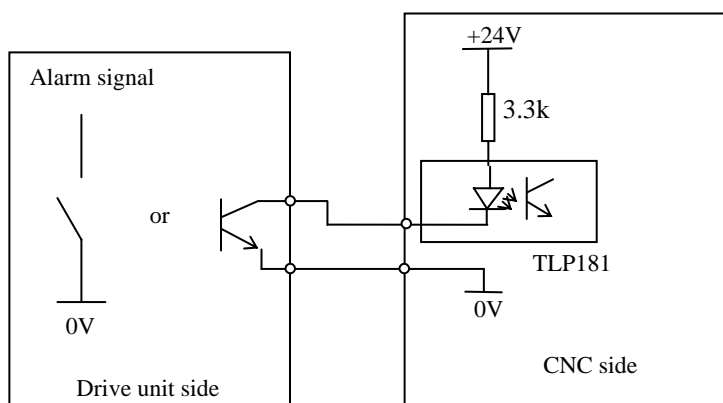 +24V
Alarm signal
3.3k
or
TLP181
0V
0V
CNC side
Drive unit side